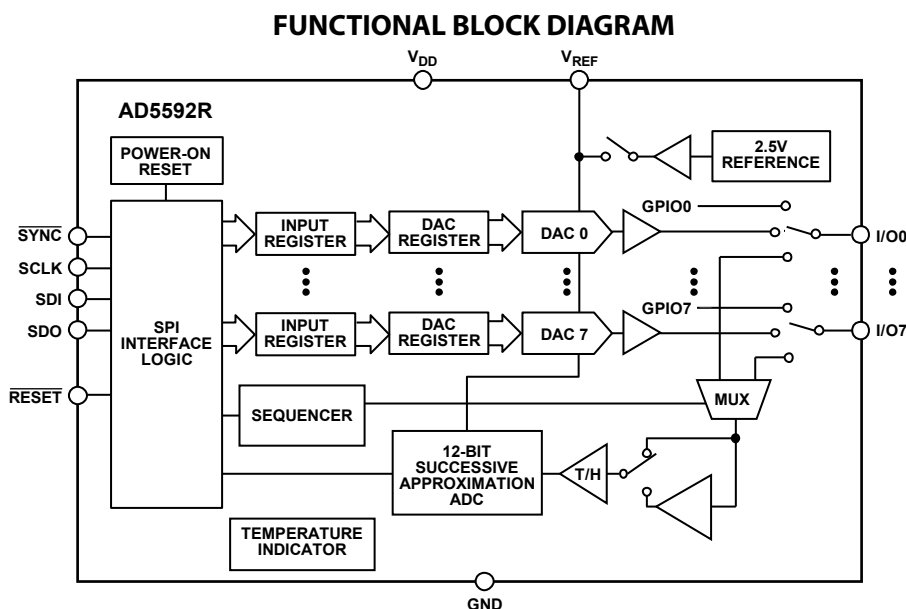 FUNCTIONAL BLOCK DIAGRAM
VDD
VREF
AD5592R
POWER-ON
RESET
2.5V
REFERENCE
GPIO0
SYNC
SCLK
SDI
SDO
RESET
SPI
INTERFACE
LOGIC
INPUT
REGISTER
DAC
REGISTER
DAC 0
I/O0
GPIO7
INPUT
REGISTER
DAC
REGISTER
DAC 7
I/O7
SEQUENCER
MUX
12-BIT
SUCCESSIVE
APPROXIMATION
ADC
T/H
TEMPERATURE
INDICATOR
GND